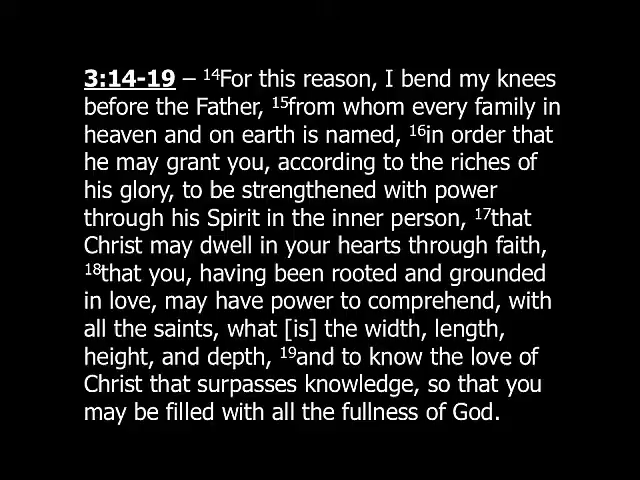 3:14-19 – ¹⁴For this reason, I bend my knees
before the Father, ¹⁵from whom every family in
heaven and on earth is named, ¹⁶in order that
he may grant you, according to the riches of
his glory, to be strengthened with power
through his Spirit in the inner person, ¹⁷that
Christ may dwell in your hearts through faith,
¹⁸that you, having been rooted and grounded
in love, may have power to comprehend, with
all the saints, what [is] the width, length,
height, and depth, ¹⁹and to know the love of
Christ that surpasses knowledge, so that you
may be filled with all the fullness of God.